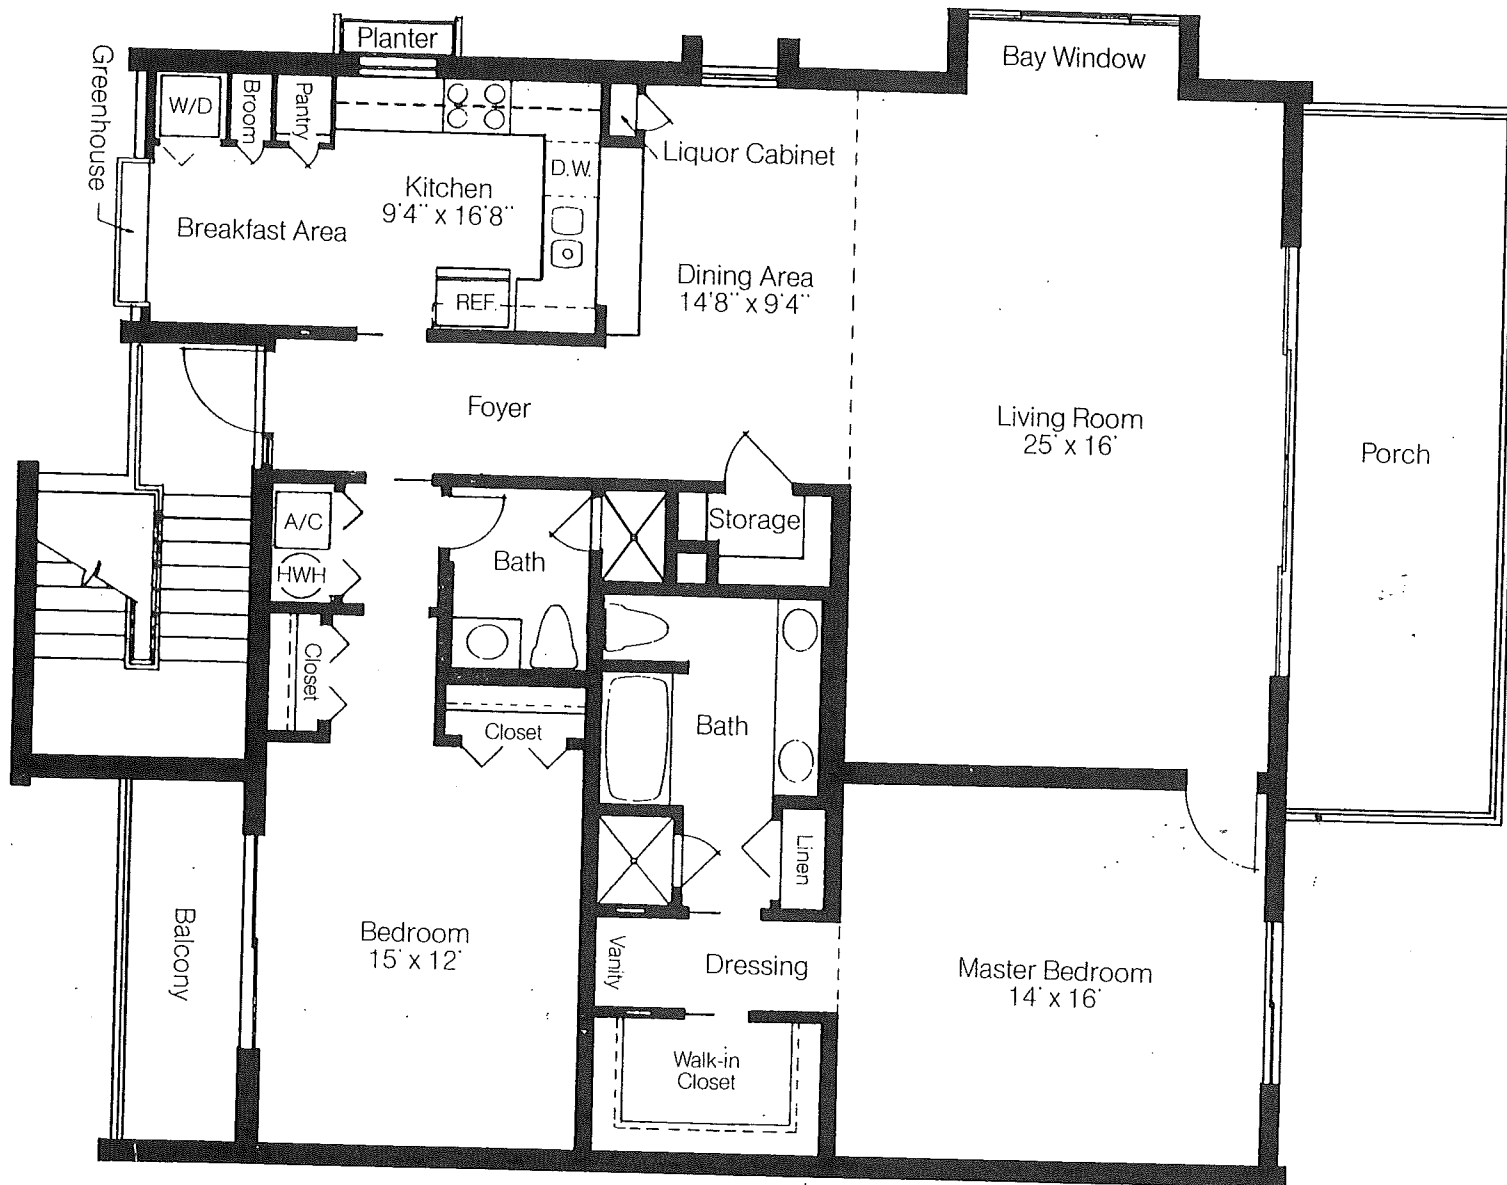 Planter
Bay Window
Greenhouse
W/D
Broom
Pantry
Liquor Cabinet
D.W.
Kitchen
9'4" x 16'8"
Breakfast Area
Dining Area
14'8" x 9'4"
REF.
Foyer
Living Room
25' x 16'
Porch
A/C
Storage
Bath
HWH
Closet
Closet
Bath
Linen
Balcony
Bedroom
15' x 12'
Vanity
Dressing
Master Bedroom
14' x 16'
Walk-in
Closet